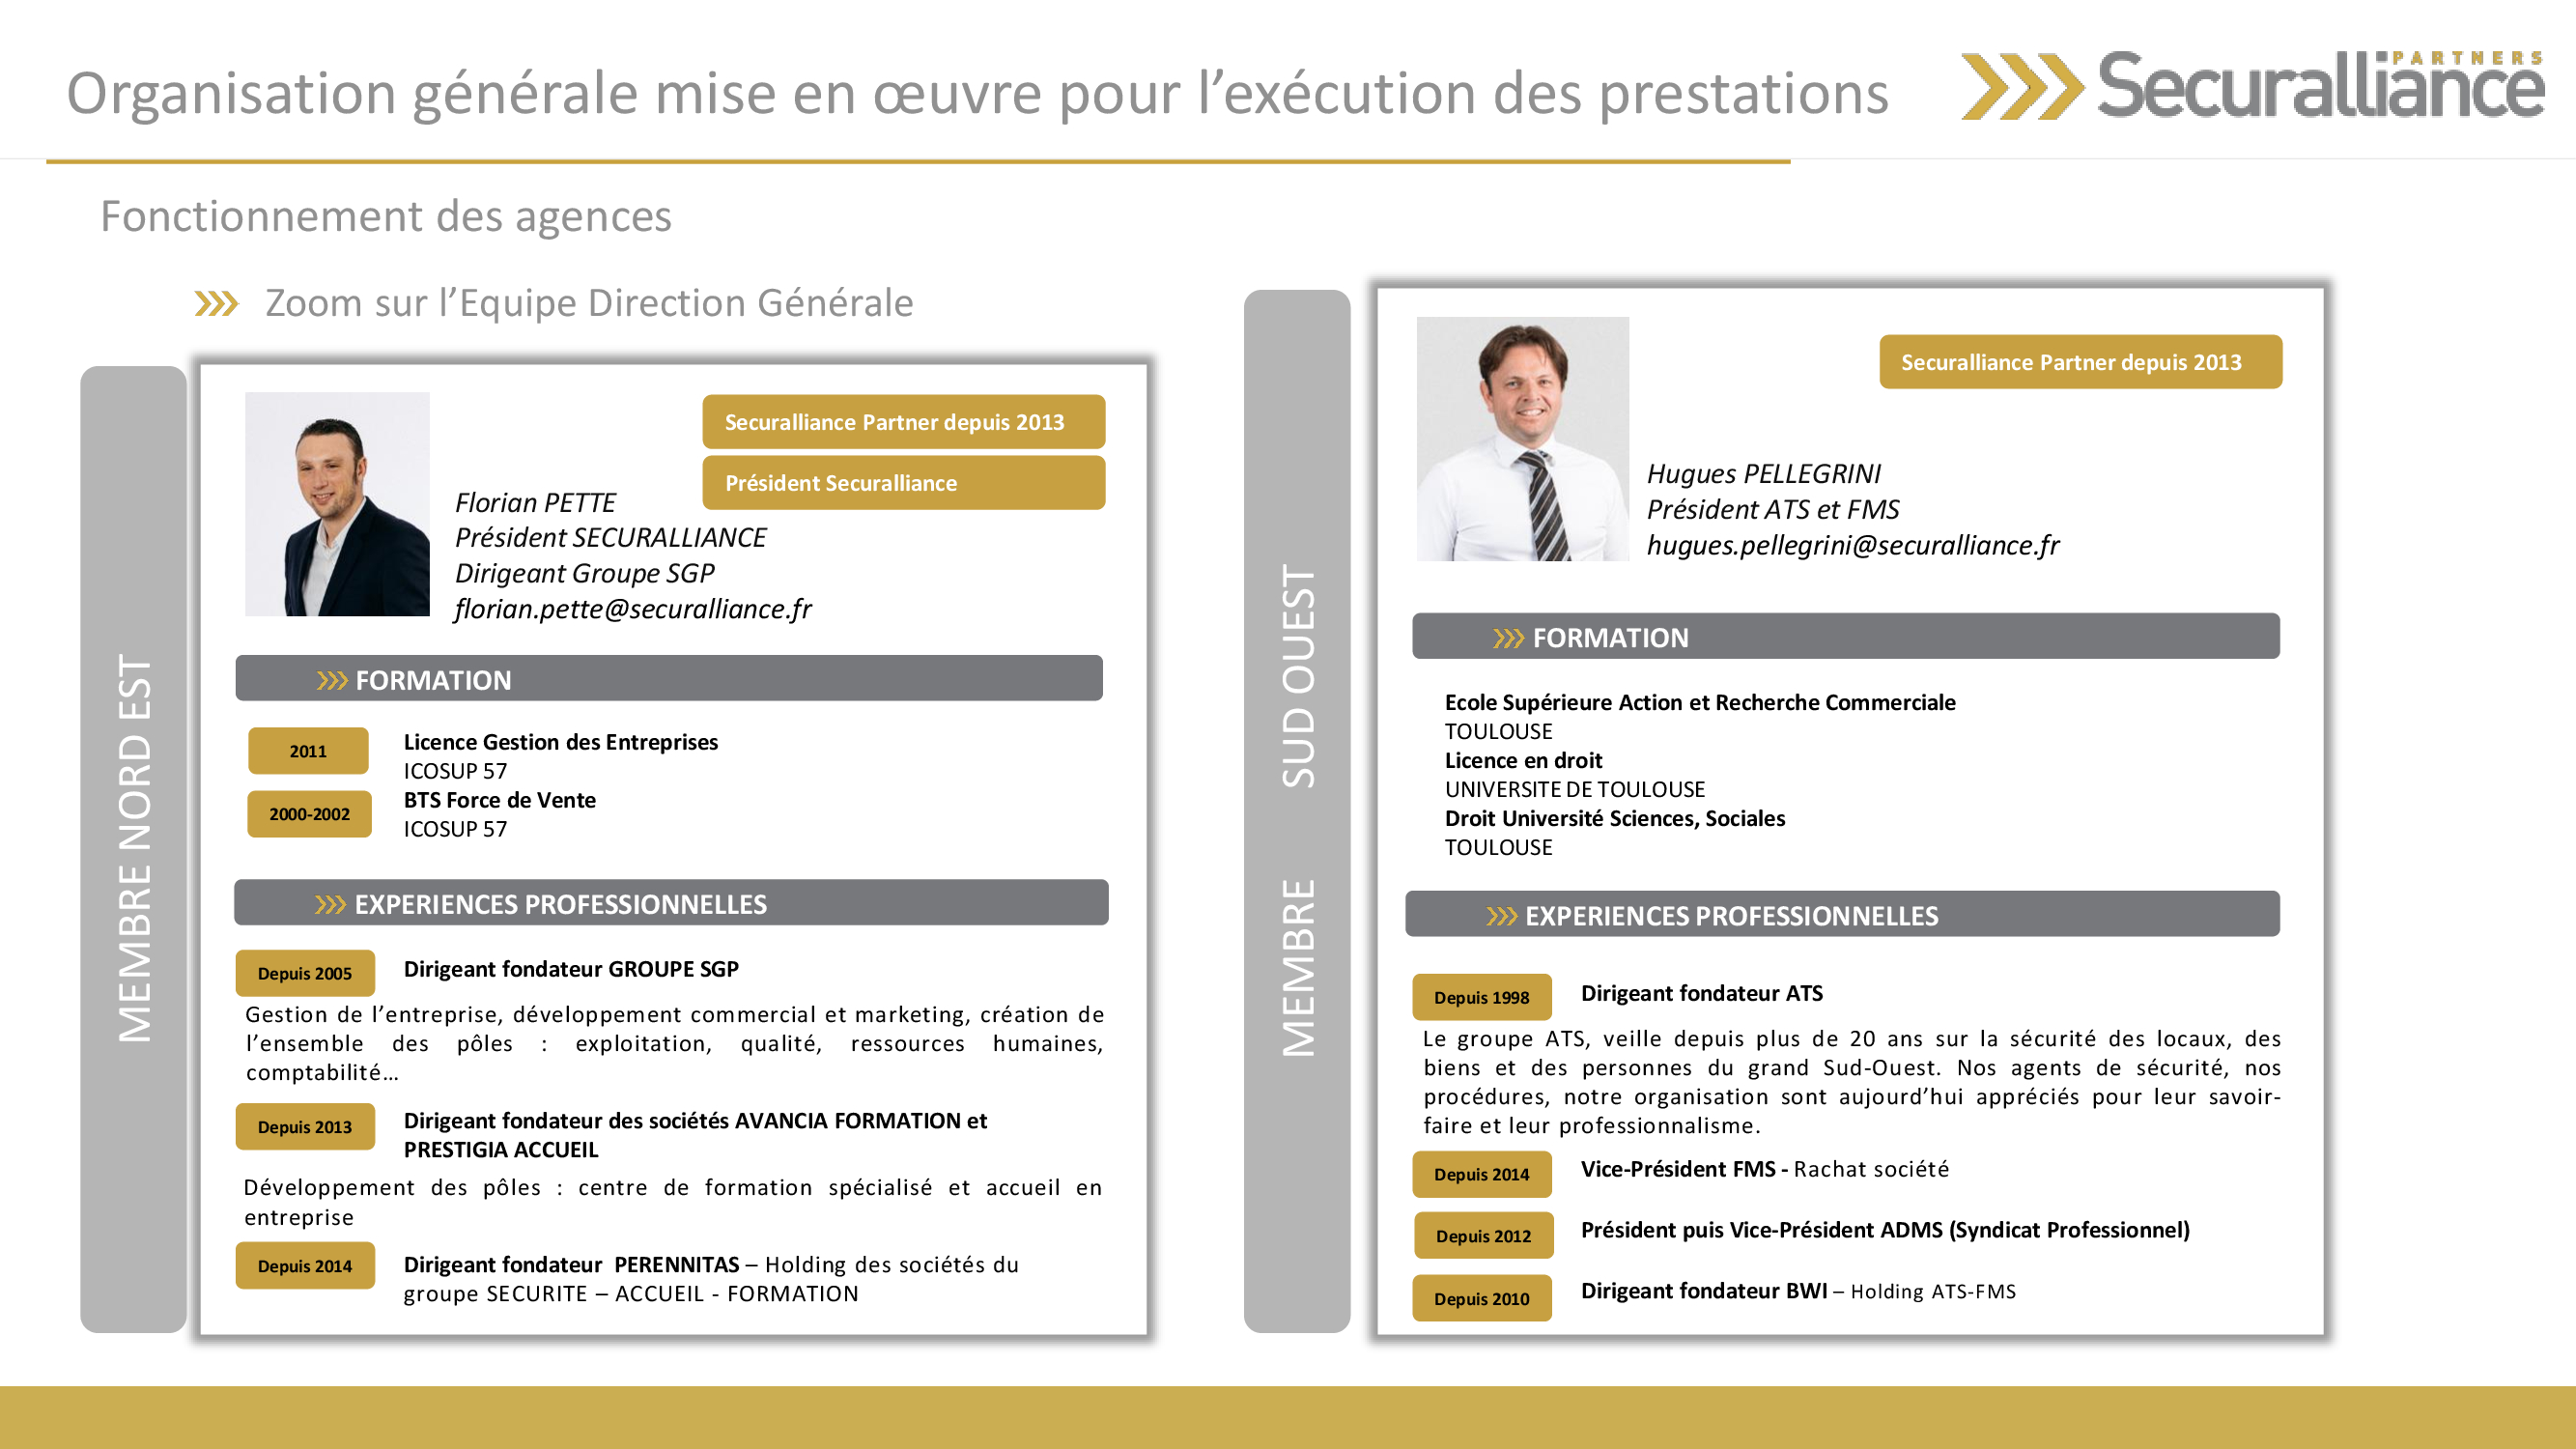 Organisation générale mise en œuvre pour l’exécution des prestations
PARTNERS
Securalliance
Fonctionnement des agences
Zoom sur l’Equipe Direction Générale
MEMBRE NORD EST
Securalliance Partner depuis 2013
Président Securalliance
Florian PETTE
Président SECURALLIANCE
Dirigeant Groupe SGP
florian.pette@securalliance.fr
FORMATION
2011
Licence Gestion des Entreprises
ICOSUP 57
2000-2002
BTS Force de Vente
ICOSUP 57
EXPERIENCES PROFESSIONNELLES
Depuis 2005
Dirigeant fondateur GROUPE SGP
Gestion de l’entreprise, développement commercial et marketing, création de
l’ensemble des pôles : exploitation, qualité, ressources humaines,
comptabilité…
Depuis 2013
Dirigeant fondateur des sociétés AVANCIA FORMATION et
PRESTIGIA ACCUEIL
Développement des pôles : centre de formation spécialisé et accueil en
entreprise
Depuis 2014
Dirigeant fondateur PERENNITAS – Holding des sociétés du
groupe SECURITE – ACCUEIL - FORMATION
MEMBRE SUD OUEST
Securalliance Partner depuis 2013
Hugues PELLEGRINI
Président ATS et FMS
hugues.pellegrini@securalliance.fr
FORMATION
Ecole Supérieure Action et Recherche Commerciale
TOULOUSE
Licence en droit
UNIVERSITE DE TOULOUSE
Droit Université Sciences, Sociales
TOULOUSE
EXPERIENCES PROFESSIONNELLES
Depuis 1998
Dirigeant fondateur ATS
Le groupe ATS, veille depuis plus de 20 ans sur la sécurité des locaux, des
biens et des personnes du grand Sud-Ouest. Nos agents de sécurité, nos
procédures, notre organisation sont aujourd’hui appréciés pour leur savoir-
faire et leur professionnalisme.
Depuis 2014
Vice-Président FMS - Rachat société
Depuis 2012
Président puis Vice-Président ADMS (Syndicat Professionnel)
Depuis 2010
Dirigeant fondateur BWI – Holding ATS-FMS